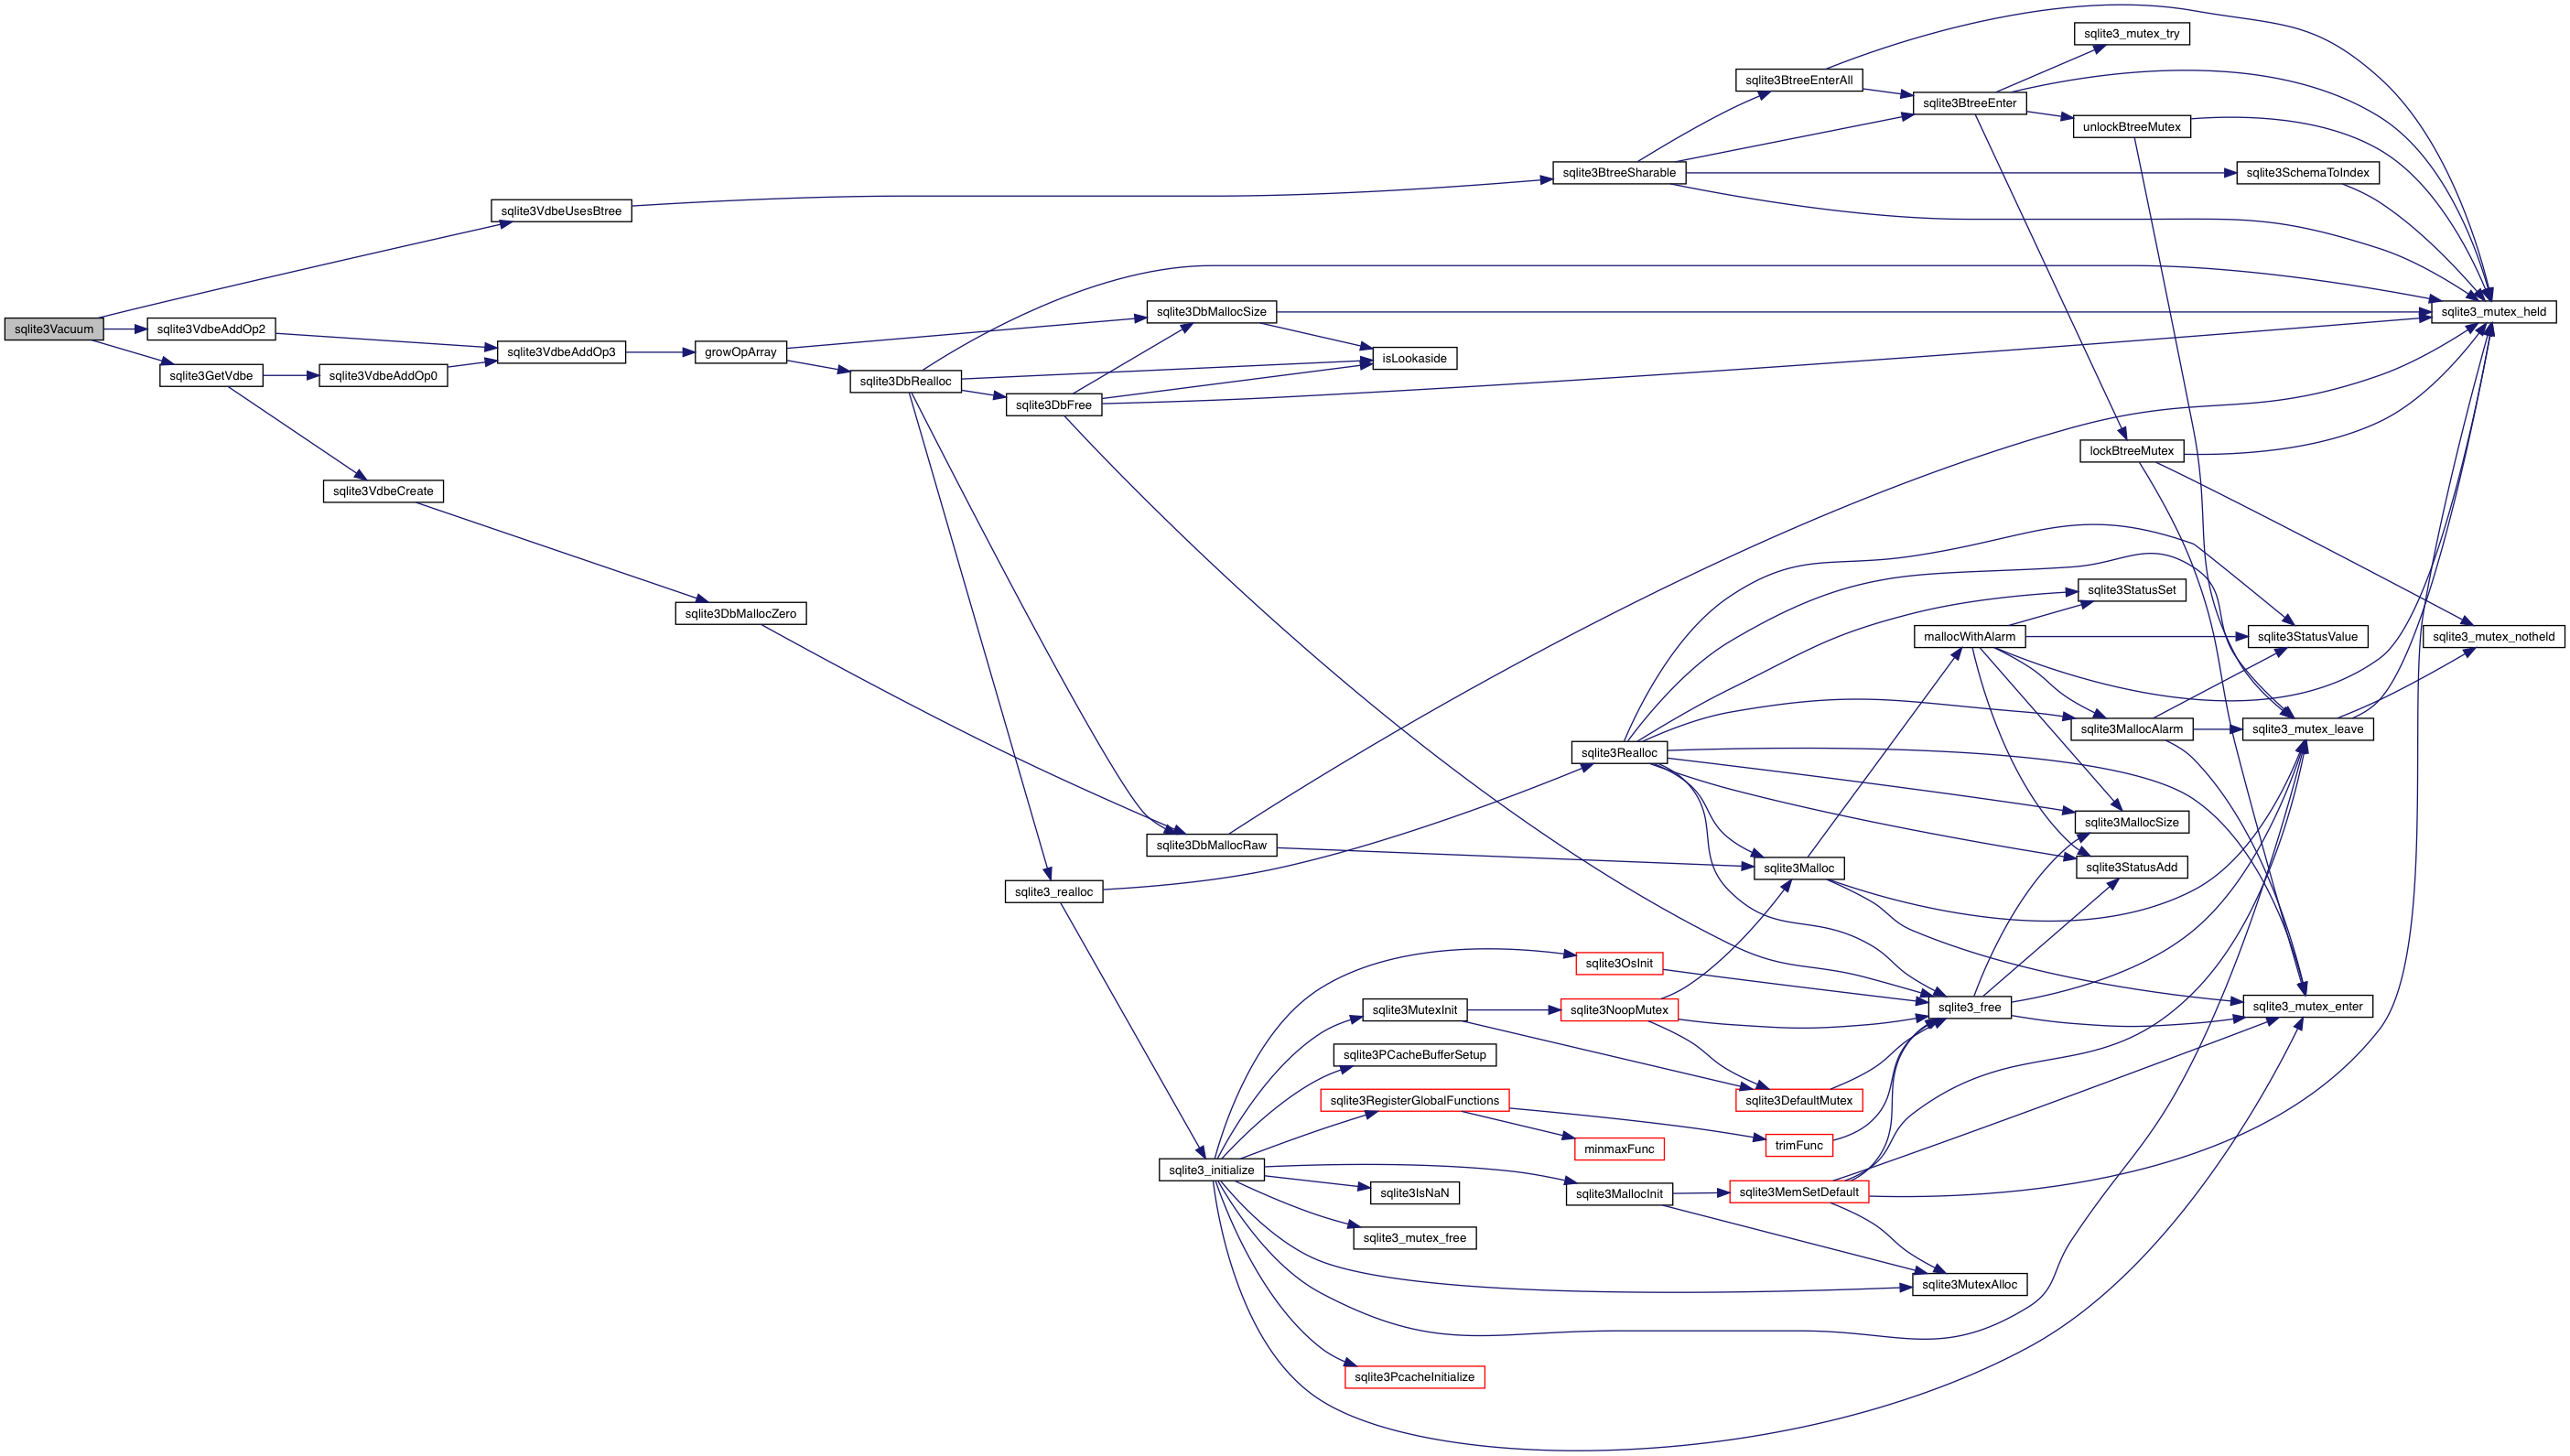 sqlite3Vacuum
sqlite3VdbeUsesBtree
sqlite3VdbeAddOp2
sqlite3GetVdbe
sqlite3VdbeAddOp0
sqlite3VdbeCreate
sqlite3VdbeAddOp3
sqlite3DbMallocZero
growOpArray
sqlite3DbRealloc
sqlite3DbFree
sqlite3_realloc
sqlite3DbMallocSize
sqlite3DbMallocRaw
sqlite3_initialize
isLookaside
sqlite3MutexInit
sqlite3PCacheBufferSetup
sqlite3RegisterGlobalFunctions
sqlite3IsNaN
sqlite3_mutex_free
sqlite3PcacheInitialize
sqlite3BtreeSharable
sqlite3Realloc
sqlite3OsInit
sqlite3NoopMutex
minmaxFunc
sqlite3MallocInit
sqlite3BtreeEnterAll
sqlite3Malloc
sqlite3DefaultMutex
trimFunc
sqlite3MemSetDefault
sqlite3BtreeEnter
mallocWithAlarm
sqlite3_free
sqlite3MutexAlloc
sqlite3_mutex_try
unlockBtreeMutex
lockBtreeMutex
sqlite3StatusSet
sqlite3MallocAlarm
sqlite3MallocSize
sqlite3StatusAdd
sqlite3SchemaToIndex
sqlite3StatusValue
sqlite3_mutex_leave
sqlite3_mutex_enter
sqlite3_mutex_held
sqlite3_mutex_notheld